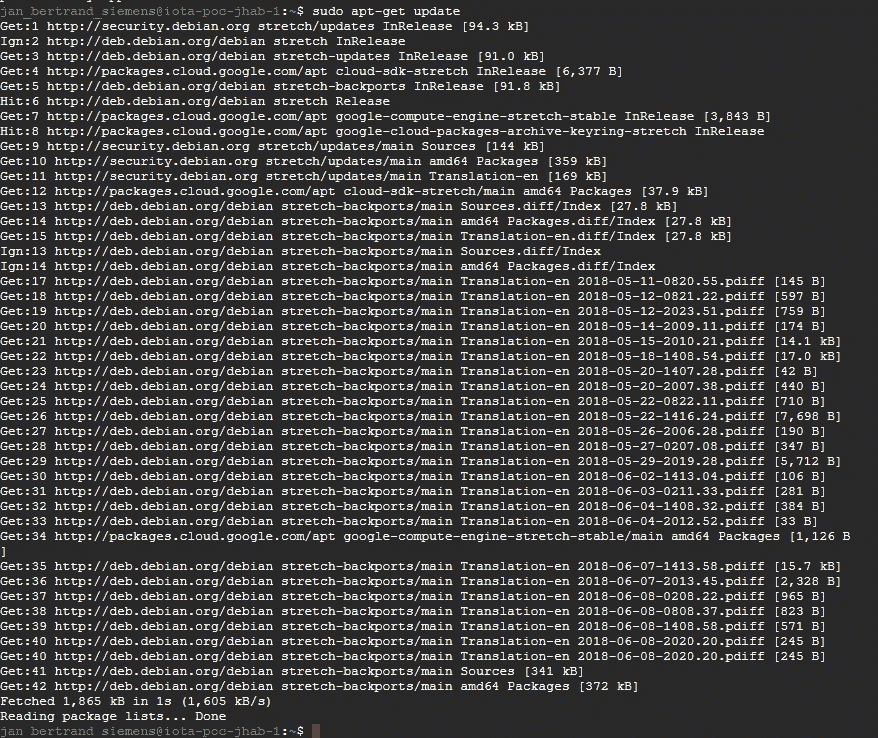 jan_bertrand_siemens@iota-poc-jhab-1:~$ sudo apt-get update
Get:1 http://security.debian.org stretch/updates InRelease [94.3 kB]
Ign:2 http://deb.debian.org/debian stretch InRelease
Get:3 http://deb.debian.org/debian stretch-updates InRelease [91.0 kB]
Get:4 http://packages.cloud.google.com/apt cloud-sdk-stretch InRelease [6,377 B]
Get:5 http://deb.debian.org/debian stretch-backports InRelease [91.8 kB]
Hit:6 http://deb.debian.org/debian stretch Release
Get:7 http://packages.cloud.google.com/apt google-compute-engine-stretch-stable InRelease [3,843 B]
Hit:8 http://packages.cloud.google.com/apt google-cloud-packages-archive-keyring-stretch InRelease
Get:9 http://security.debian.org stretch/updates/main Sources [144 kB]
Get:10 http://security.debian.org stretch/updates/main amd64 Packages [359 kB]
Get:11 http://security.debian.org stretch/updates/main Translation-en [169 kB]
Get:12 http://packages.cloud.google.com/apt cloud-sdk-stretch/main amd64 Packages [37.9 kB]
Get:13 http://deb.debian.org/debian stretch-backports/main Sources.diff/Index [27.8 kB]
Get:14 http://deb.debian.org/debian stretch-backports/main amd64 Packages.diff/Index [27.8 kB]
Get:15 http://deb.debian.org/debian stretch-backports/main Translation-en.diff/Index [27.8 kB]
Ign:13 http://deb.debian.org/debian stretch-backports/main Sources.diff/Index
Ign:14 http://deb.debian.org/debian stretch-backports/main amd64 Packages.diff/Index
Get:17 http://deb.debian.org/debian stretch-backports/main Translation-en 2018-05-11-0820.55.pdiff [145 B]
Get:18 http://deb.debian.org/debian stretch-backports/main Translation-en 2018-05-12-0821.22.pdiff [597 B]
Get:19 http://deb.debian.org/debian stretch-backports/main Translation-en 2018-05-12-2023.51.pdiff [759 B]
Get:20 http://deb.debian.org/debian stretch-backports/main Translation-en 2018-05-14-2009.11.pdiff [174 B]
Get:21 http://deb.debian.org/debian stretch-backports/main Translation-en 2018-05-15-2010.21.pdiff [14.1 kB]
Get:22 http://deb.debian.org/debian stretch-backports/main Translation-en 2018-05-18-1408.54.pdiff [17.0 kB]
Get:23 http://deb.debian.org/debian stretch-backports/main Translation-en 2018-05-20-1407.28.pdiff [42 B]
Get:24 http://deb.debian.org/debian stretch-backports/main Translation-en 2018-05-20-2007.38.pdiff [440 B]
Get:25 http://deb.debian.org/debian stretch-backports/main Translation-en 2018-05-22-0822.11.pdiff [710 B]
Get:26 http://deb.debian.org/debian stretch-backports/main Translation-en 2018-05-22-1416.24.pdiff [7,698 B]
Get:27 http://deb.debian.org/debian stretch-backports/main Translation-en 2018-05-26-2006.28.pdiff [190 B]
Get:28 http://deb.debian.org/debian stretch-backports/main Translation-en 2018-05-27-0207.08.pdiff [347 B]
Get:29 http://deb.debian.org/debian stretch-backports/main Translation-en 2018-05-29-2019.28.pdiff [5,712 B]
Get:30 http://deb.debian.org/debian stretch-backports/main Translation-en 2018-06-02-1413.04.pdiff [106 B]
Get:31 http://deb.debian.org/debian stretch-backports/main Translation-en 2018-06-03-0211.33.pdiff [281 B]
Get:32 http://deb.debian.org/debian stretch-backports/main Translation-en 2018-06-04-1408.32.pdiff [384 B]
Get:33 http://deb.debian.org/debian stretch-backports/main Translation-en 2018-06-04-2012.52.pdiff [33 B]
Get:34 http://packages.cloud.google.com/apt google-compute-engine-stretch-stable/main amd64 Packages [1,126 B
]
Get:35 http://deb.debian.org/debian stretch-backports/main Translation-en 2018-06-07-1413.58.pdiff [15.7 kB]
Get:36 http://deb.debian.org/debian stretch-backports/main Translation-en 2018-06-07-2013.45.pdiff [2,328 B]
Get:37 http://deb.debian.org/debian stretch-backports/main Translation-en 2018-06-08-0208.22.pdiff [965 B]
Get:38 http://deb.debian.org/debian stretch-backports/main Translation-en 2018-06-08-0808.37.pdiff [823 B]
Get:39 http://deb.debian.org/debian stretch-backports/main Translation-en 2018-06-08-1408.58.pdiff [571 B]
Get:40 http://deb.debian.org/debian stretch-backports/main Translation-en 2018-06-08-2020.20.pdiff [245 B]
Get:40 http://deb.debian.org/debian stretch-backports/main Translation-en 2018-06-08-2020.20.pdiff [245 B]
Get:41 http://deb.debian.org/debian stretch-backports/main Sources [341 kB]
Get:42 http://deb.debian.org/debian stretch-backports/main amd64 Packages [372 kB]
Fetched 1,865 kB in 1s (1,605 kB/s)
Reading package lists... Done
jan_bertrand_siemens@iota-poc-jhab-1:~$